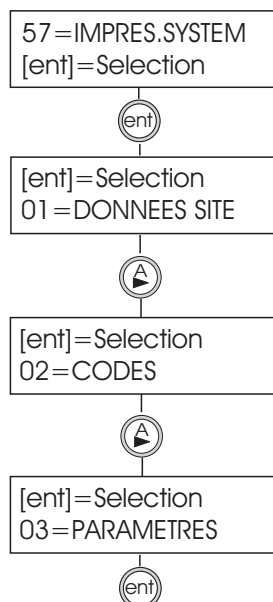 57=IMPRES.SYSTEM
[ent]=Selection
ent
[ent]=Selection
01=DONNEES SITE
A
[ent]=Selection
02=CODES
A
[ent]=Selection
03=PARAMETRES
ent